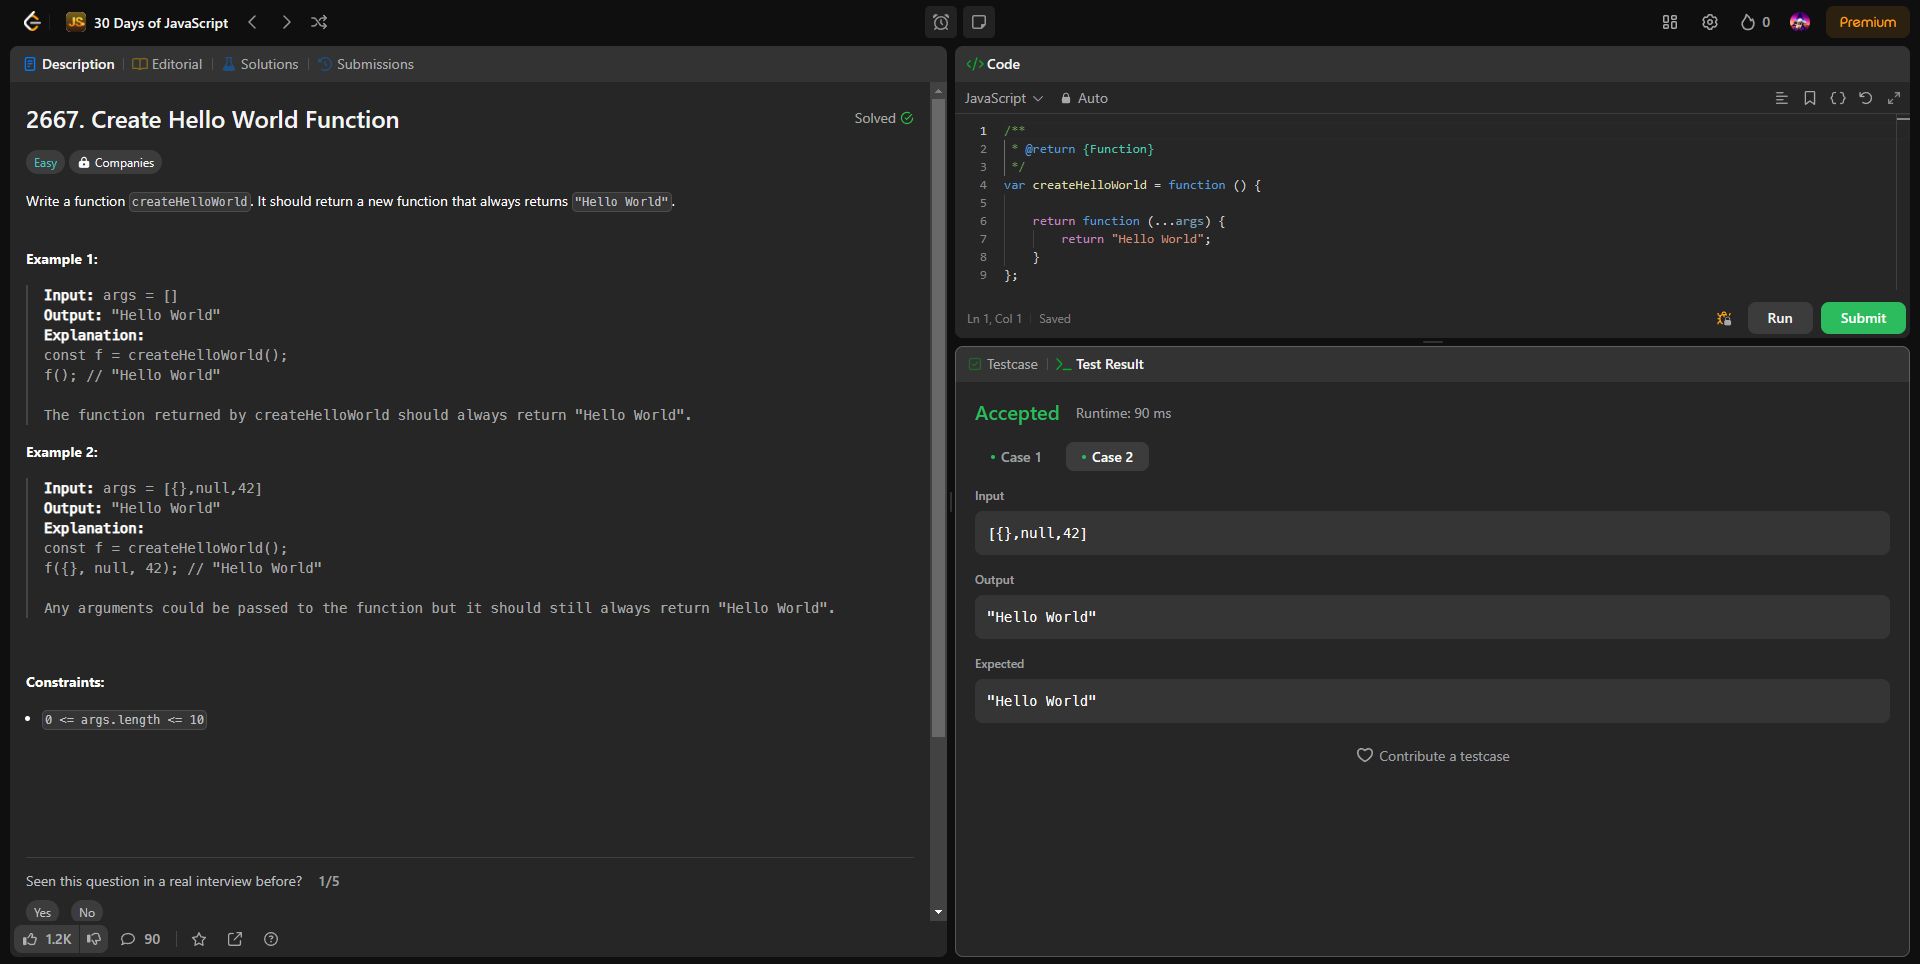 JS 30 Days of JavaScript
0
Premium
Description
Editorial
Solutions
Submissions
2667. Create Hello World Function
Solved
Easy
Companies
Write a function createHelloWorld. It should return a new function that always returns "Hello World".
Example 1:
Input: args = []
Output: "Hello World"
Explanation:
const f = createHelloWorld();
f(); // "Hello World"
The function returned by createHelloWorld should always return "Hello World".
Example 2:
Input: args = [{},null,42]
Output: "Hello World"
Explanation:
const f = createHelloWorld();
f({}, null, 42); // "Hello World"
Any arguments could be passed to the function but it should still always return "Hello World".
Constraints:
• 0 <= args.length <= 10
Seen this question in a real interview before? 1/5
Yes
No
1.2K
90
</> Code
JavaScript
Auto
1 /**
2 * @return {Function}
3 */
4 var createHelloWorld = function () {
5
6 return function (...args) {
7 return "Hello World";
8 }
9 };
Ln 1, Col 1
Saved
Run
Submit
Testcase
>_ Test Result
Accepted
Runtime: 90 ms
• Case 1
• Case 2
Input
[{},null,42]
Output
"Hello World"
Expected
"Hello World"
Contribute a testcase